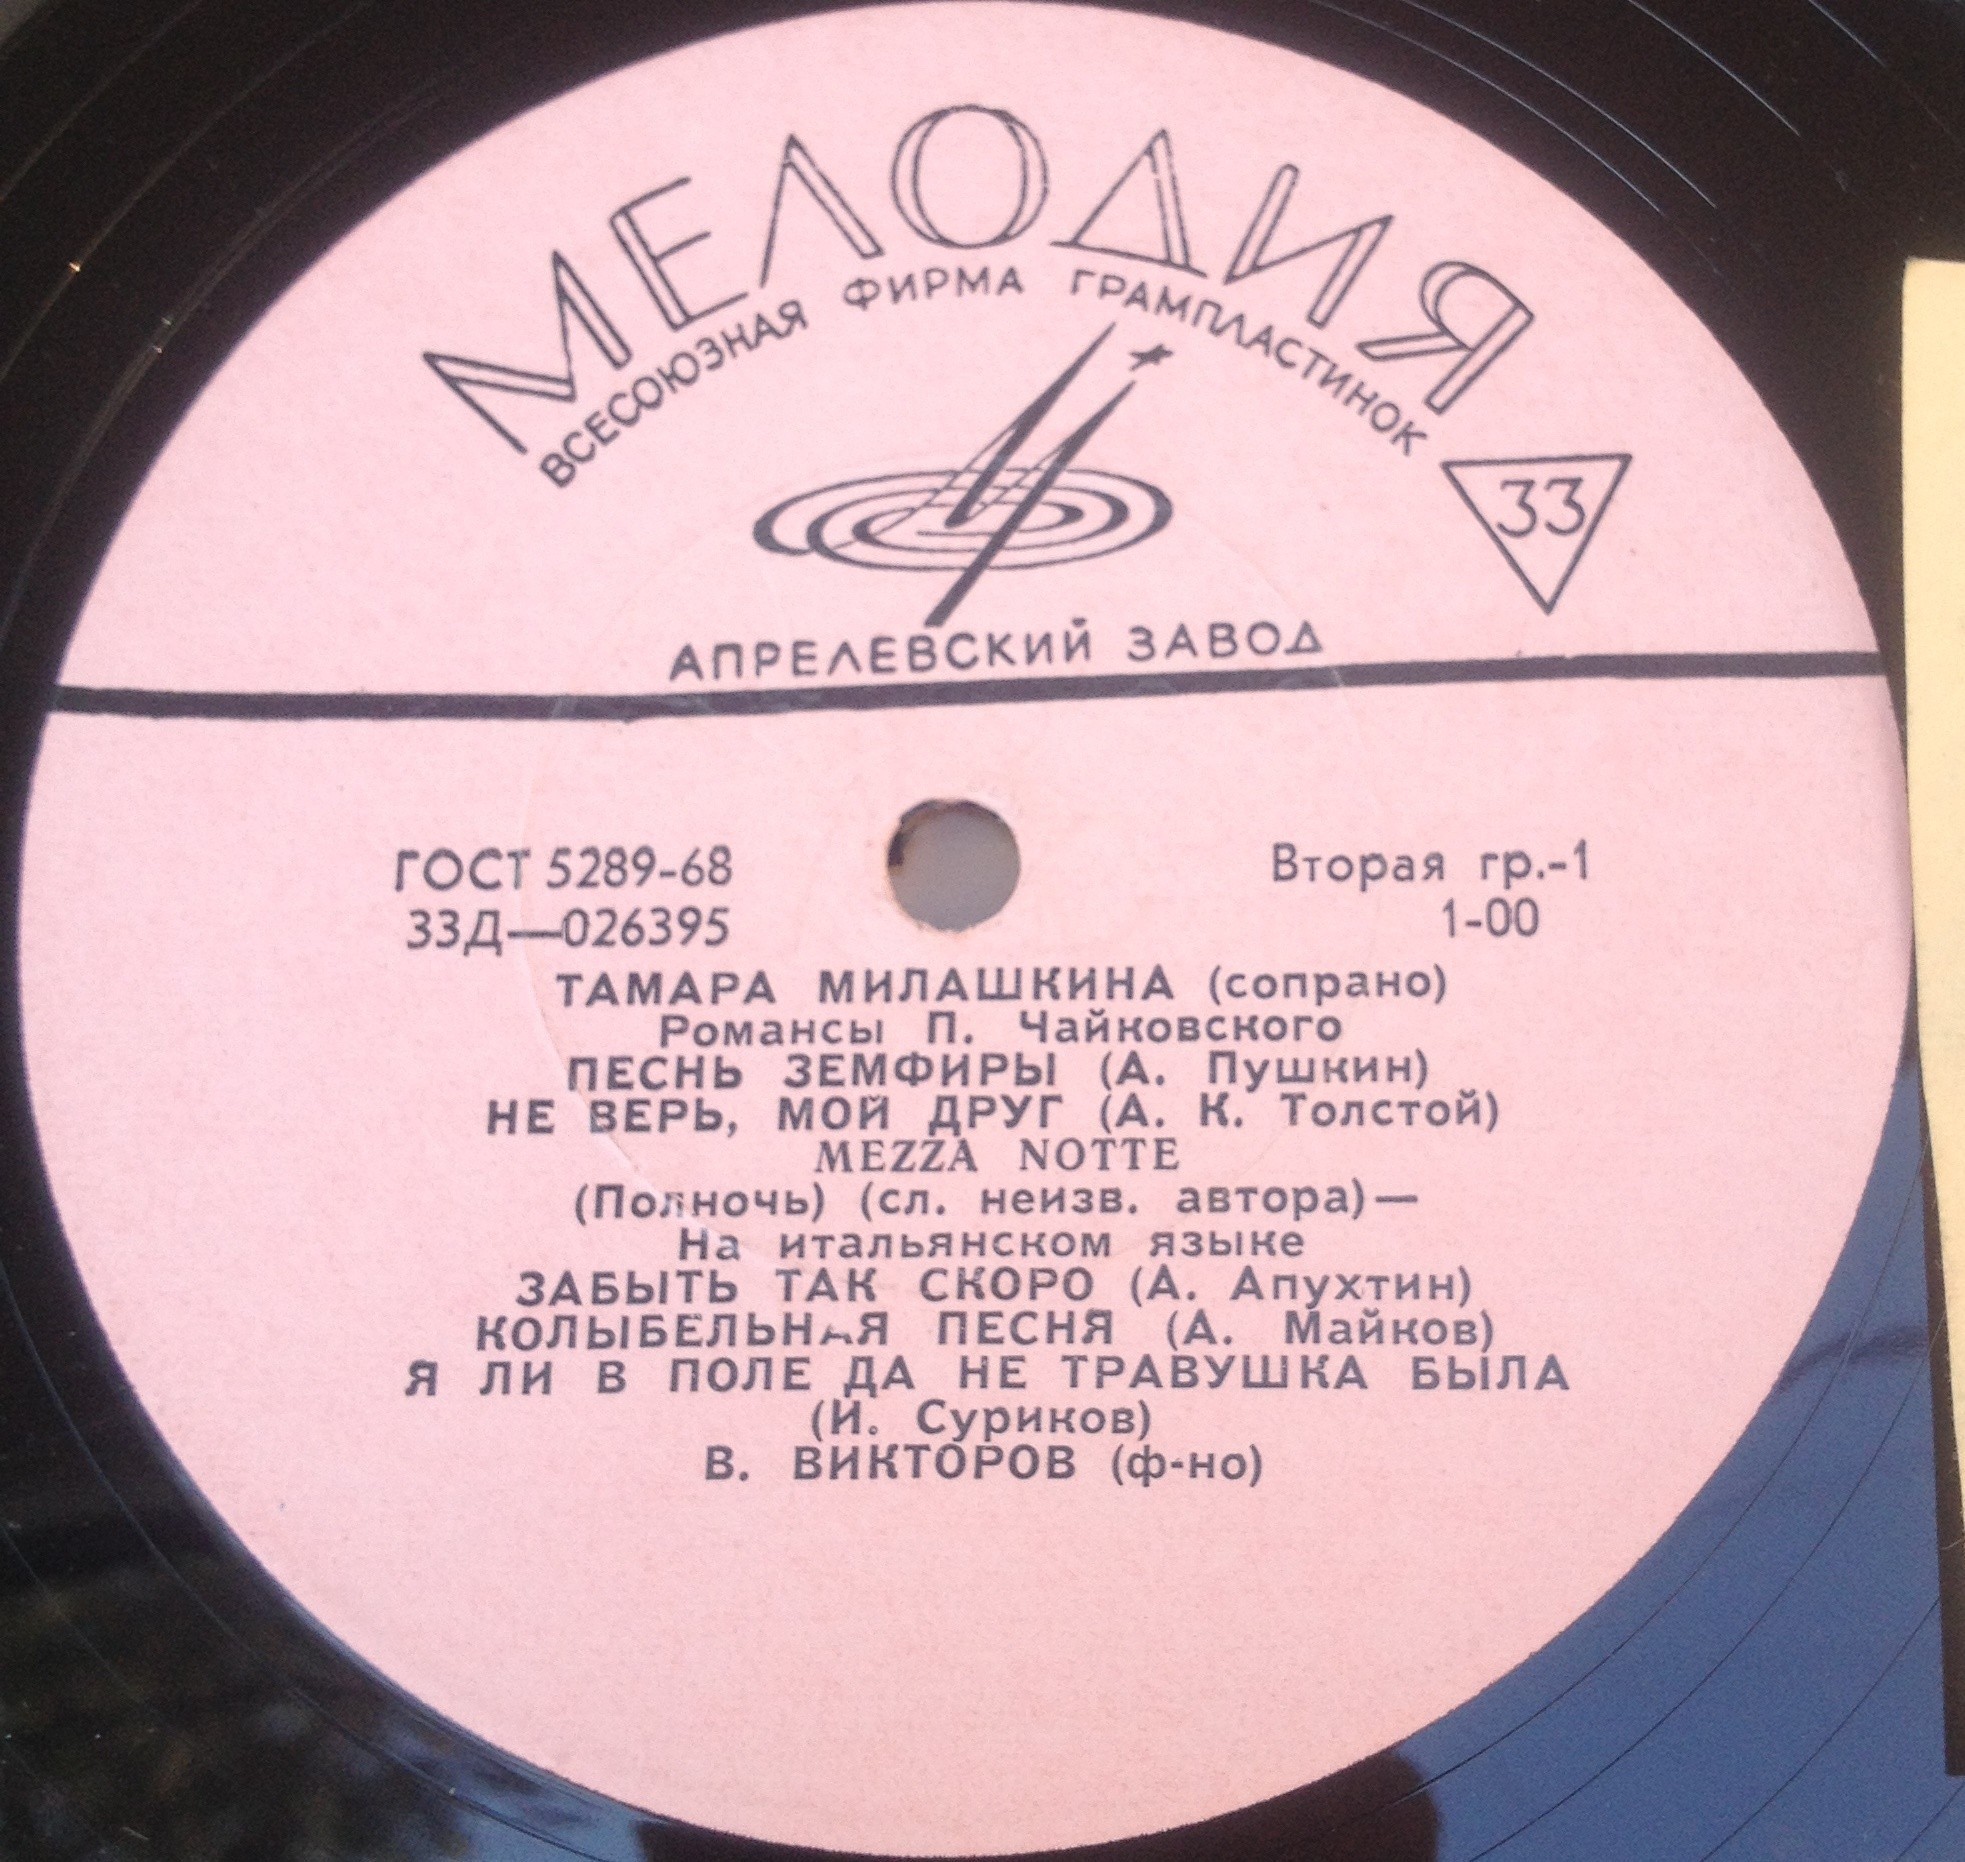 МЕЛОДИЯ
ВСЕСОЮЗНАЯ ФИРМА ГРАМПЛАСТИНОК
33
АПРЕЛЕВСКИЙ ЗАВОД
ГОСТ 5289-68
Вторая гр.-1
33Д—026395
1-00
ТАМАРА МИЛАШКИНА (сопрано)
Романсы П. Чайковского
ПЕСНЬ ЗЕМФИРЫ (А. Пушкин)
НЕ ВЕРЬ, МОЙ ДРУГ (А. К. Толстой)
MEZZA NOTTE
(Полночь) (сл. неизв. автора)—
На итальянском языке
ЗАБЫТЬ ТАК СКОРО (А. Апухтин)
КОЛЫБЕЛЬНАЯ ПЕСНЯ (А. Майков)
Я ЛИ В ПОЛЕ ДА НЕ ТРАВУШКА БЫЛА
(И. Суриков)
В. ВИКТОРОВ (ф-но)